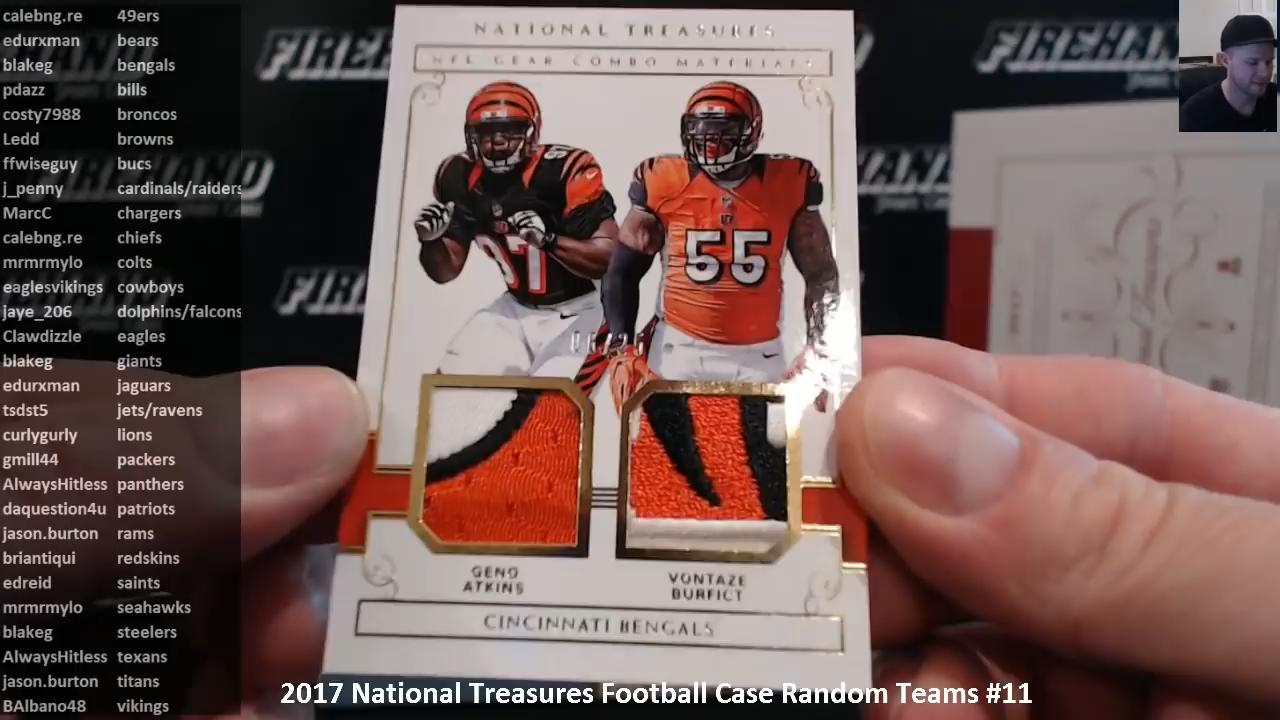 calebng.re 49ers
edurxman bears
blakeg bengals
pdazz bills
costy7988 broncos
Ledd browns
ffwiseguy bucs
j_penny cardinals/raiders
MarcC chargers
calebng.re chiefs
mrmrmylo colts
eaglesvikings cowboys
jaye_206 dolphins/falcons
Clawdizzle eagles
blakeg giants
edurxman jaguars
tsdst5 jets/ravens
curlygurly lions
gmill44 packers
AlwaysHitless panthers
daquestion4u patriots
jason.burton rams
briantiqui redskins
edreid saints
mrmrmylo seahawks
blakeg steelers
AlwaysHitless texans
jason.burton titans
BAlbano48 vikings
FIREHAND
FIREHAND
NATIONAL TREASURES
NFL GEAR COMBO MATERIALS
97
55
GENO
ATKINS
VONTAZE
BURFICT
CINCINNATI BENGALS
2017 National Treasures Football Case Random Teams #11